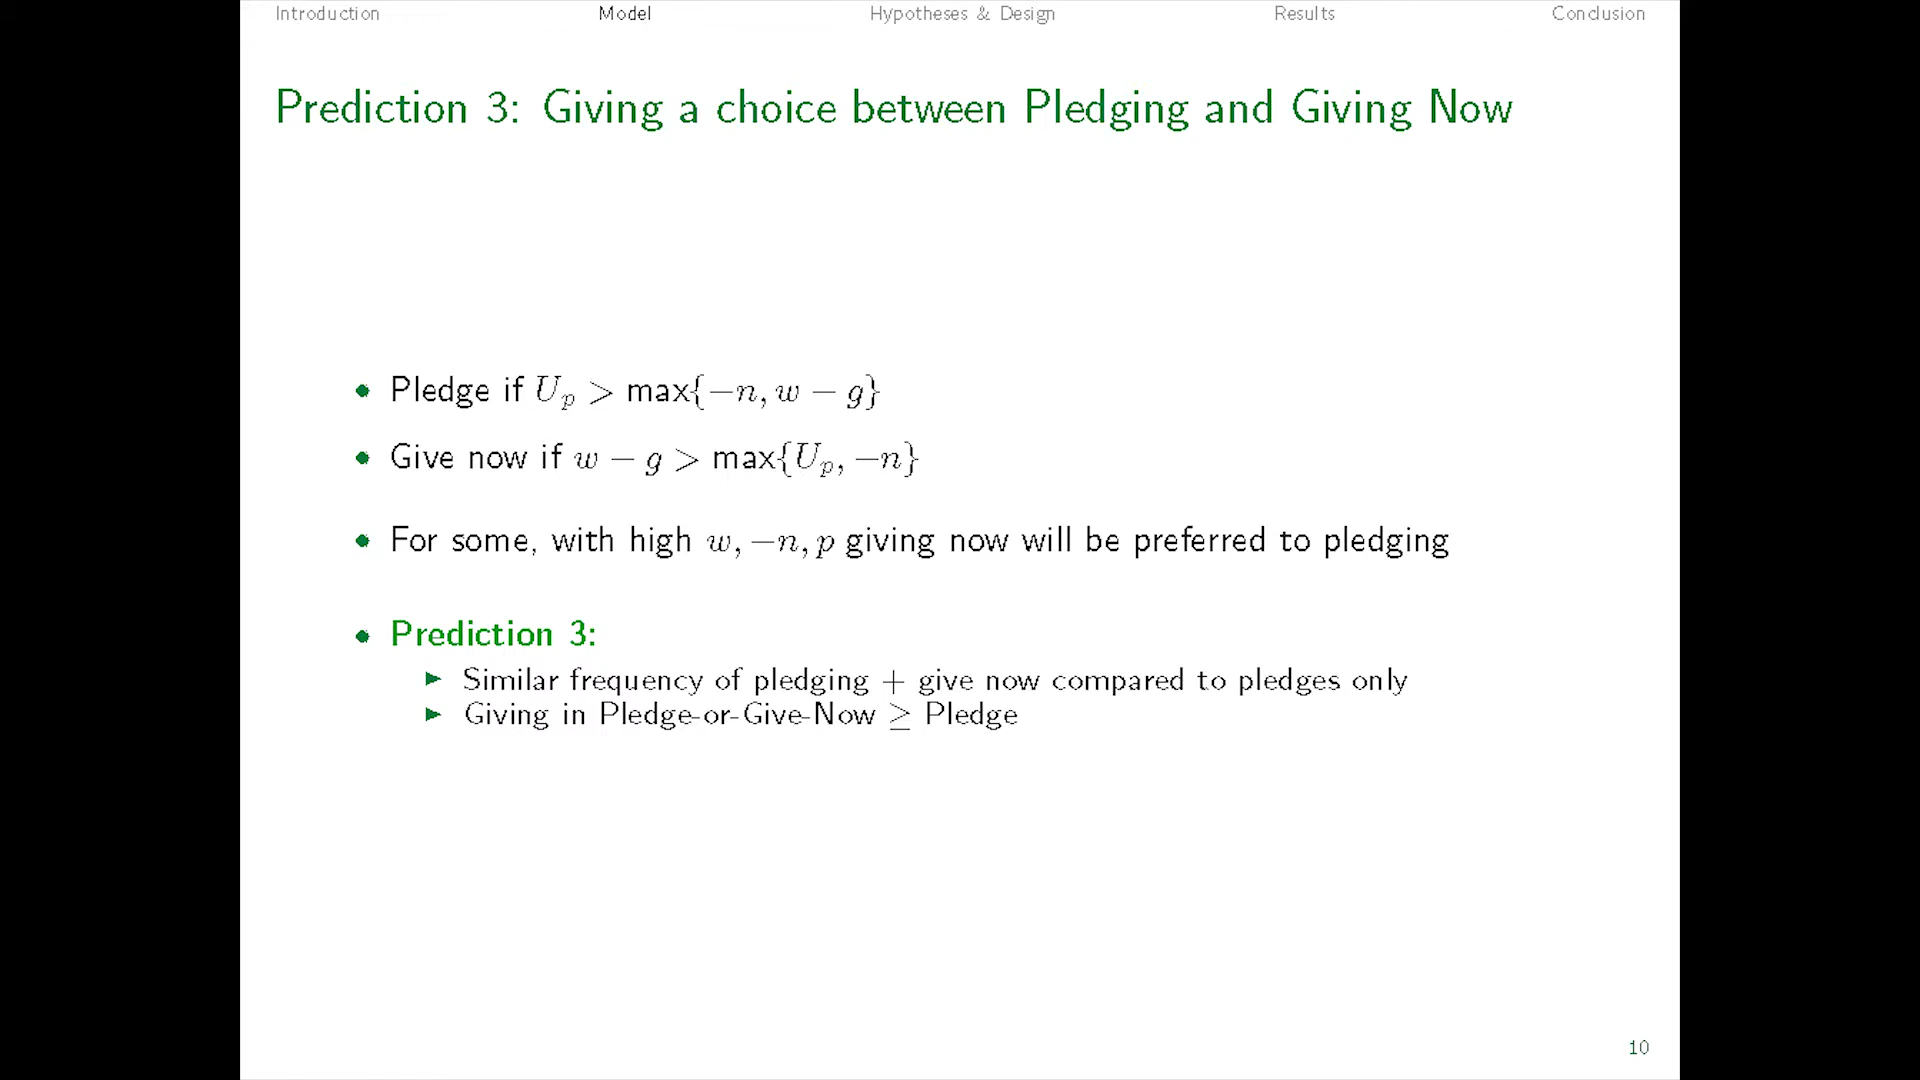 Introduction Model Hypotheses & Design Results Conclusion
Prediction 3: Giving a choice between Pledging and Giving Now
• Pledge if U_p > max{−n, w − g}
• Give now if w − g > max{U_p, −n}
• For some, with high w, −n, p giving now will be preferred to pledging
• Prediction 3:
▶ Similar frequency of pledging + give now compared to pledges only
▶ Giving in Pledge-or-Give-Now ≥ Pledge
10